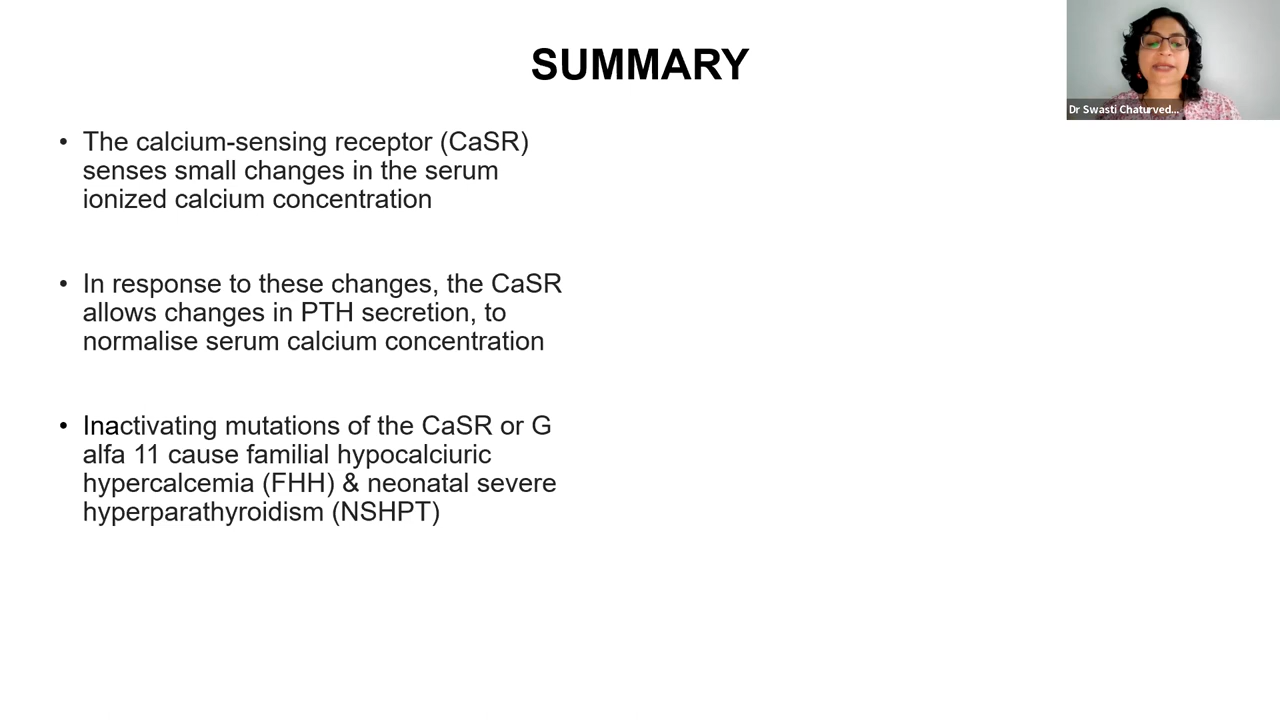 SUMMARY
Dr Swasti Chaturved...
• The calcium-sensing receptor (CaSR)
senses small changes in the serum
ionized calcium concentration
• In response to these changes, the CaSR
allows changes in PTH secretion, to
normalise serum calcium concentration
• Inactivating mutations of the CaSR or G
alfa 11 cause familial hypocalciuric
hypercalcemia (FHH) & neonatal severe
hyperparathyroidism (NSHPT)